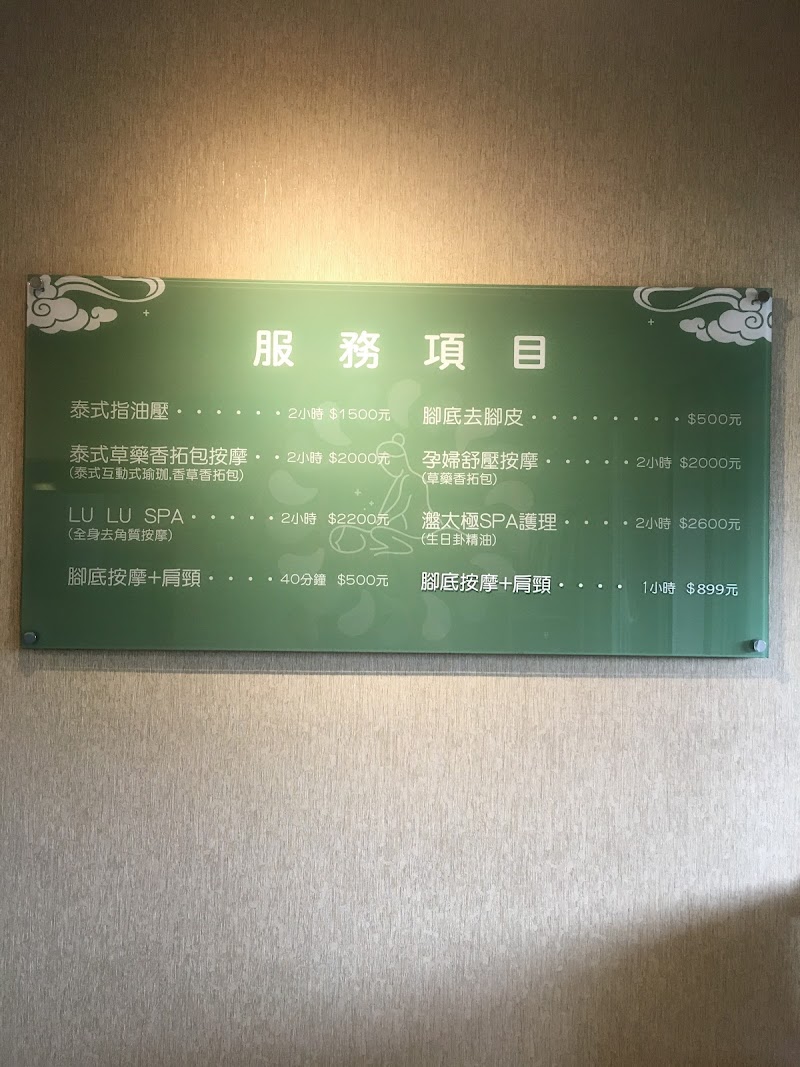 服務項目
泰式指油壓・・・・・・2小時 $1500元
泰式草藥香拓包按摩・・2小時 $2000元
(泰式互動式瑜珈,香草香拓包)
LU LU SPA・・・・・・2小時 $2200元
(全身去角質按摩)
腳底按摩+肩頸・・・・40分鐘 $500元
腳底去腳皮・・・・・・・・$500元
孕婦舒壓按摩・・・・・2小時 $2000元
(草藥香拓包)
太極SPA護理・・・・2小時 $2600元
(生日卦精油)
腳底按摩+肩頸・・・・1小時 $899元